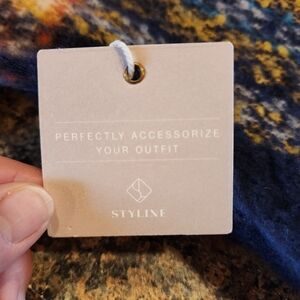 PERFECTLY ACCESSORIZE
YOUR OUTFIT
STYLINE